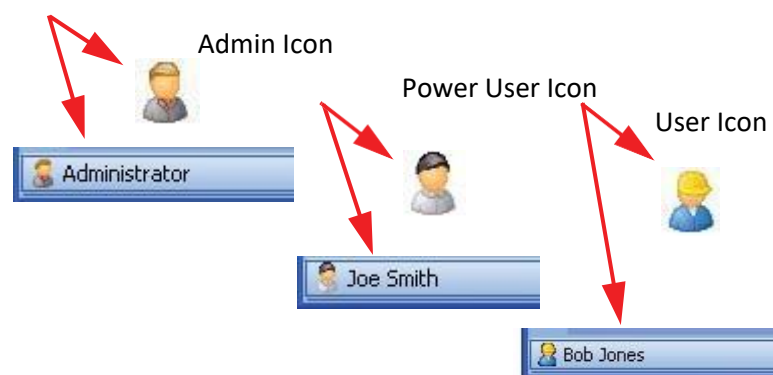 Admin Icon
Administrator
Power User Icon
Joe Smith
User Icon
Bob Jones